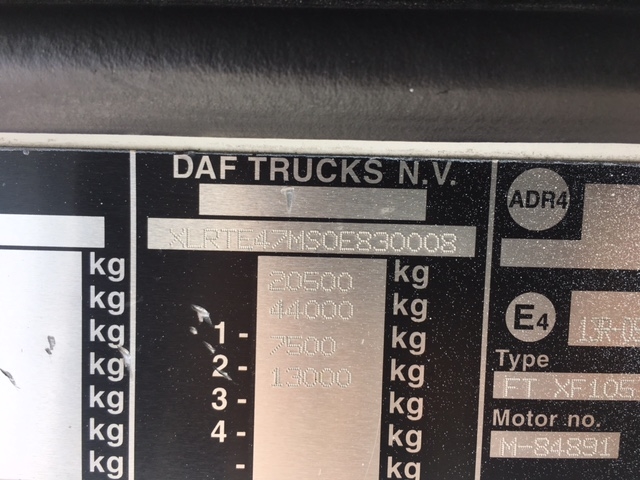 DAF TRUCKS N.V.
XLRTE47MS0E830008
kg 20500 kg
kg 44000 kg
kg 1- 7500 kg
kg 2- 13000 kg
kg 3- kg
kg 4- kg
kg - kg
ADR4
E4
13R-
Type
FT XF105
Motor no.
M-84891